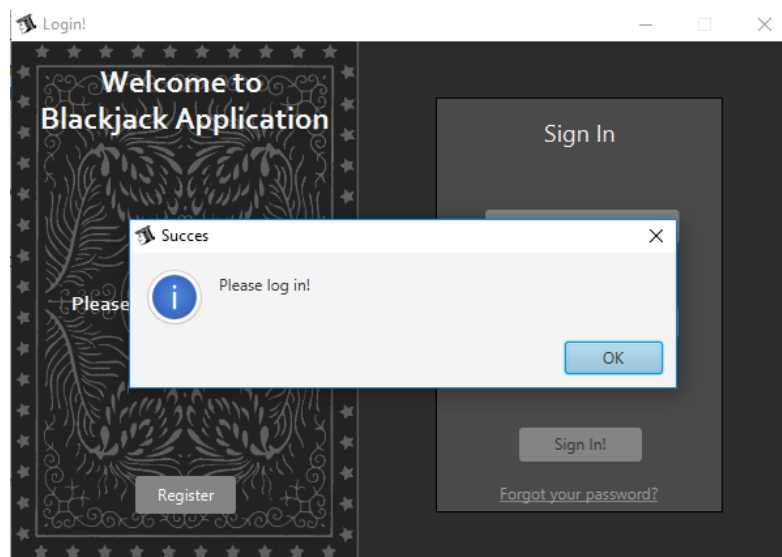 Login!
Welcome to
Blackjack Application
Sign In
Succes
Please log in!
Please
OK
Sign In!
Register
Forgot your password?